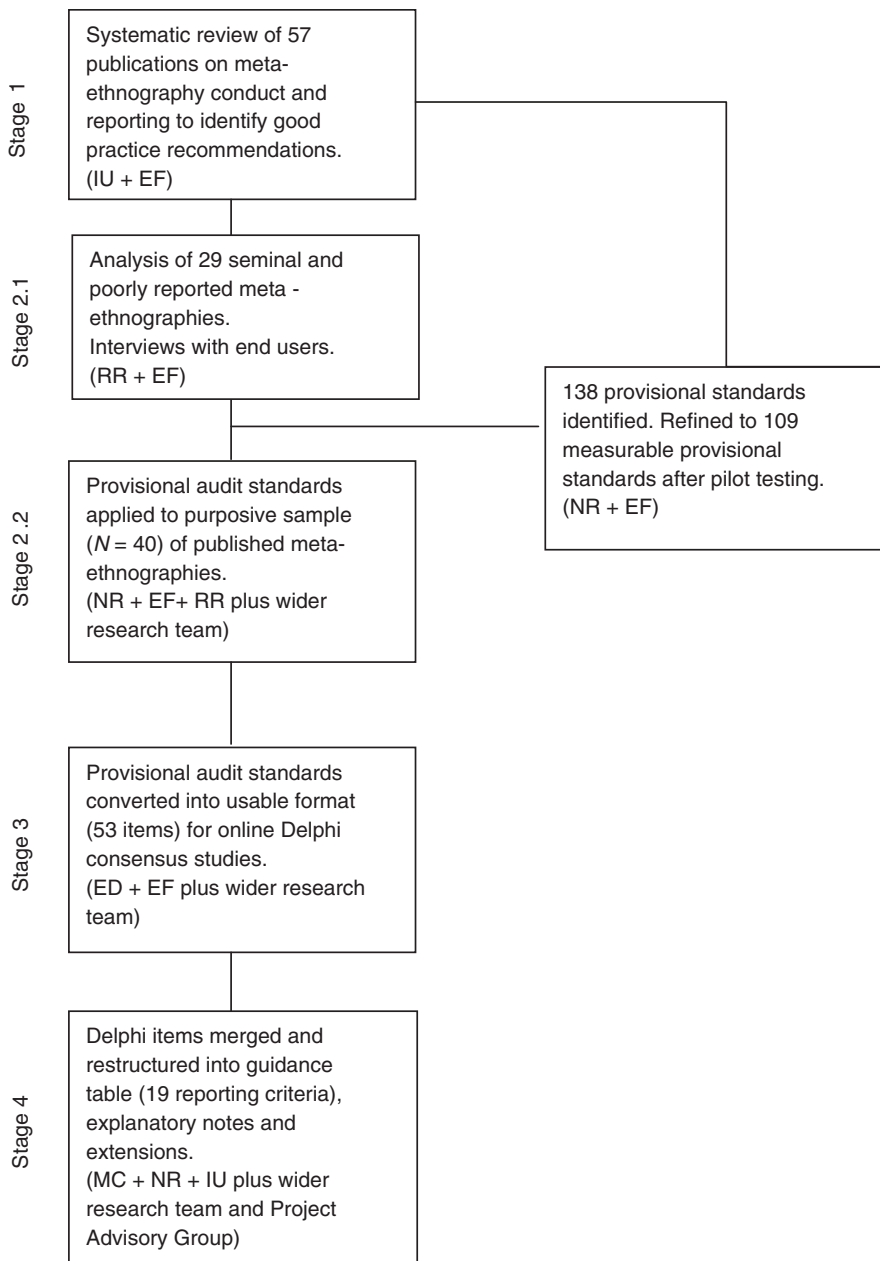 Stage 1
Systematic review of 57
publications on meta-
ethnography conduct and
reporting to identify good
practice recommendations.
(IU + EF)
Stage 2.1
Analysis of 29 seminal and
poorly reported meta -
ethnographies.
Interviews with end users.
(RR + EF)
138 provisional standards
identified. Refined to 109
measurable provisional
standards after pilot testing.
(NR + EF)
Stage 2.2
Provisional audit standards
applied to purposive sample
(N = 40) of published meta-
ethnographies.
(NR + EF+ RR plus wider
research team)
Stage 3
Provisional audit standards
converted into usable format
(53 items) for online Delphi
consensus studies.
(ED + EF plus wider research
team)
Stage 4
Delphi items merged and
restructured into guidance
table (19 reporting criteria),
explanatory notes and
extensions.
(MC + NR + IU plus wider
research team and Project
Advisory Group)